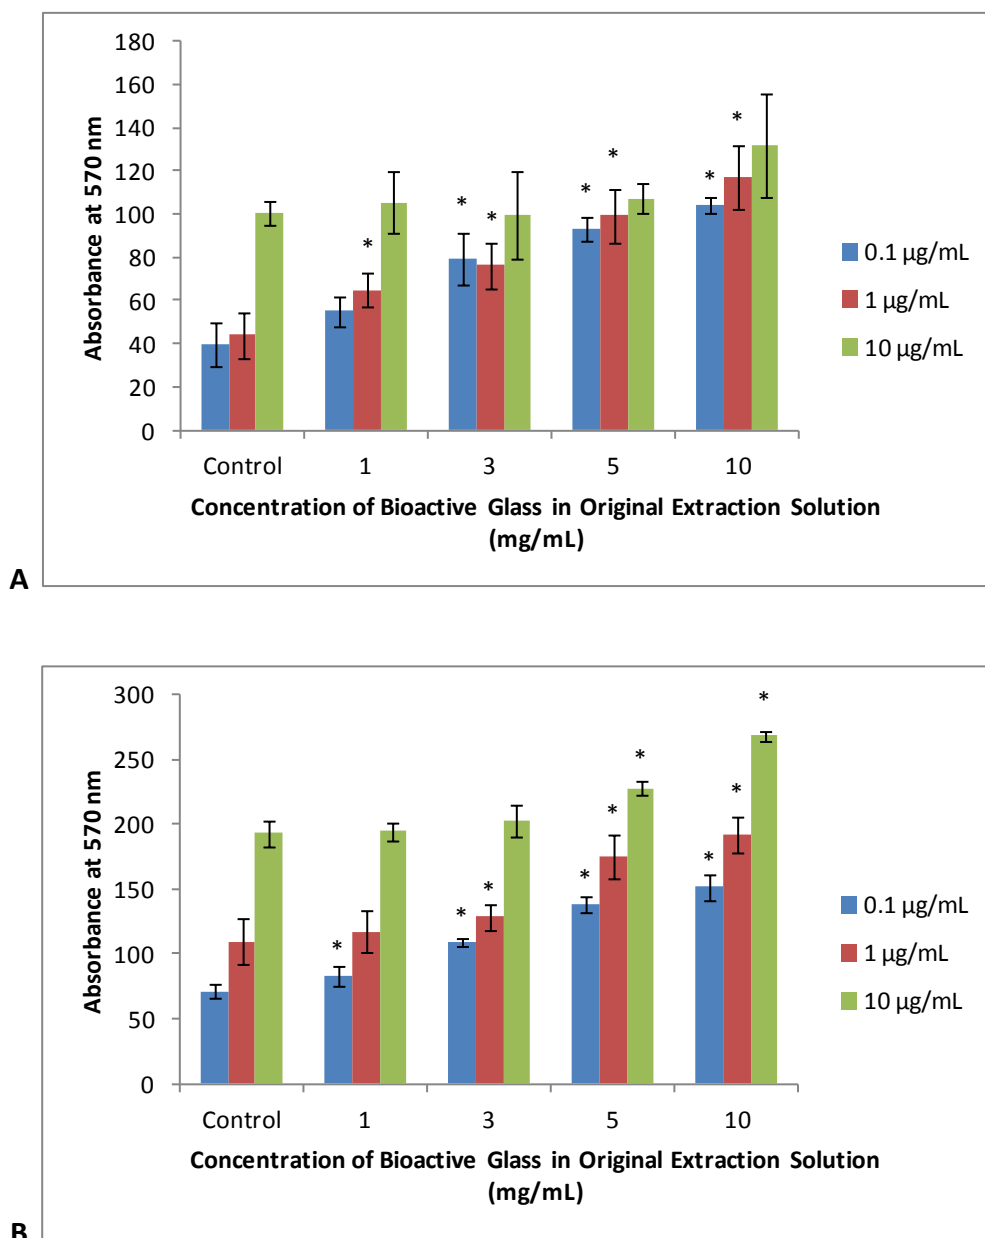 180
160
140
120
100
80
60
40
20
0
Absorbance at 570 nm
* * * * * * *
0.1 µg/mL
1 µg/mL
10 µg/mL
Control 1 3 5 10
Concentration of Bioactive Glass in Original Extraction Solution
(mg/mL)
A
300
250
200
150
100
50
0
Absorbance at 570 nm
* * * * * * * * *
0.1 µg/mL
1 µg/mL
10 µg/mL
Control 1 3 5 10
Concentration of Bioactive Glass in Original Extraction Solution
(mg/mL)
B